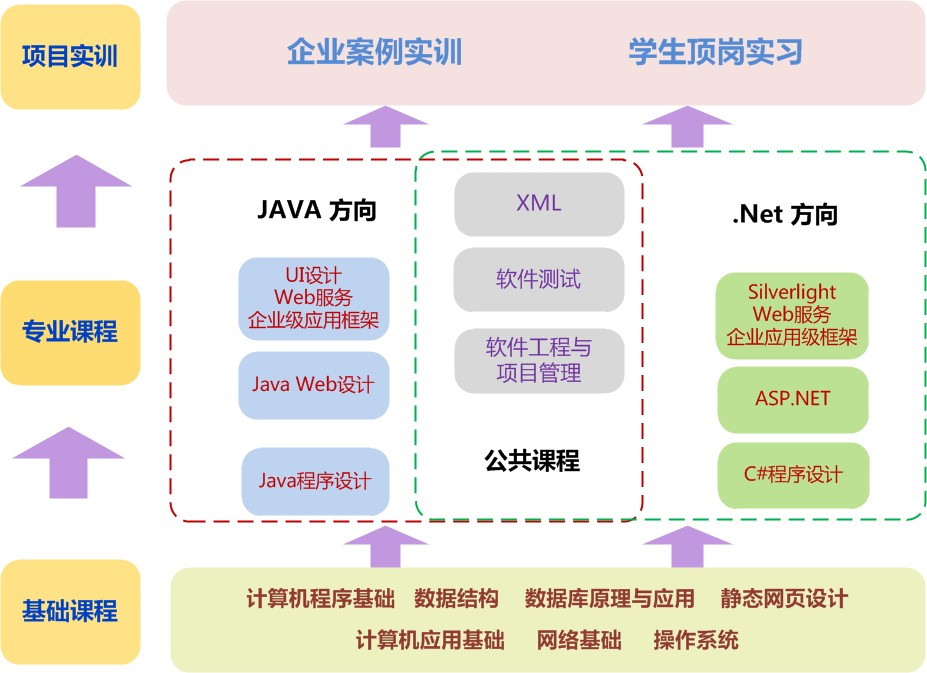 项目实训
企业案例实训
学生顶岗实习
专业课程
JAVA 方向
UI设计
Web服务
企业级应用框架
Java Web设计
Java程序设计
XML
软件测试
软件工程与
项目管理
公共课程
.Net 方向
Silverlight
Web服务
企业应用级框架
ASP.NET
C#程序设计
基础课程
计算机程序基础 数据结构 数据库原理与应用 静态网页设计
计算机应用基础 网络基础 操作系统